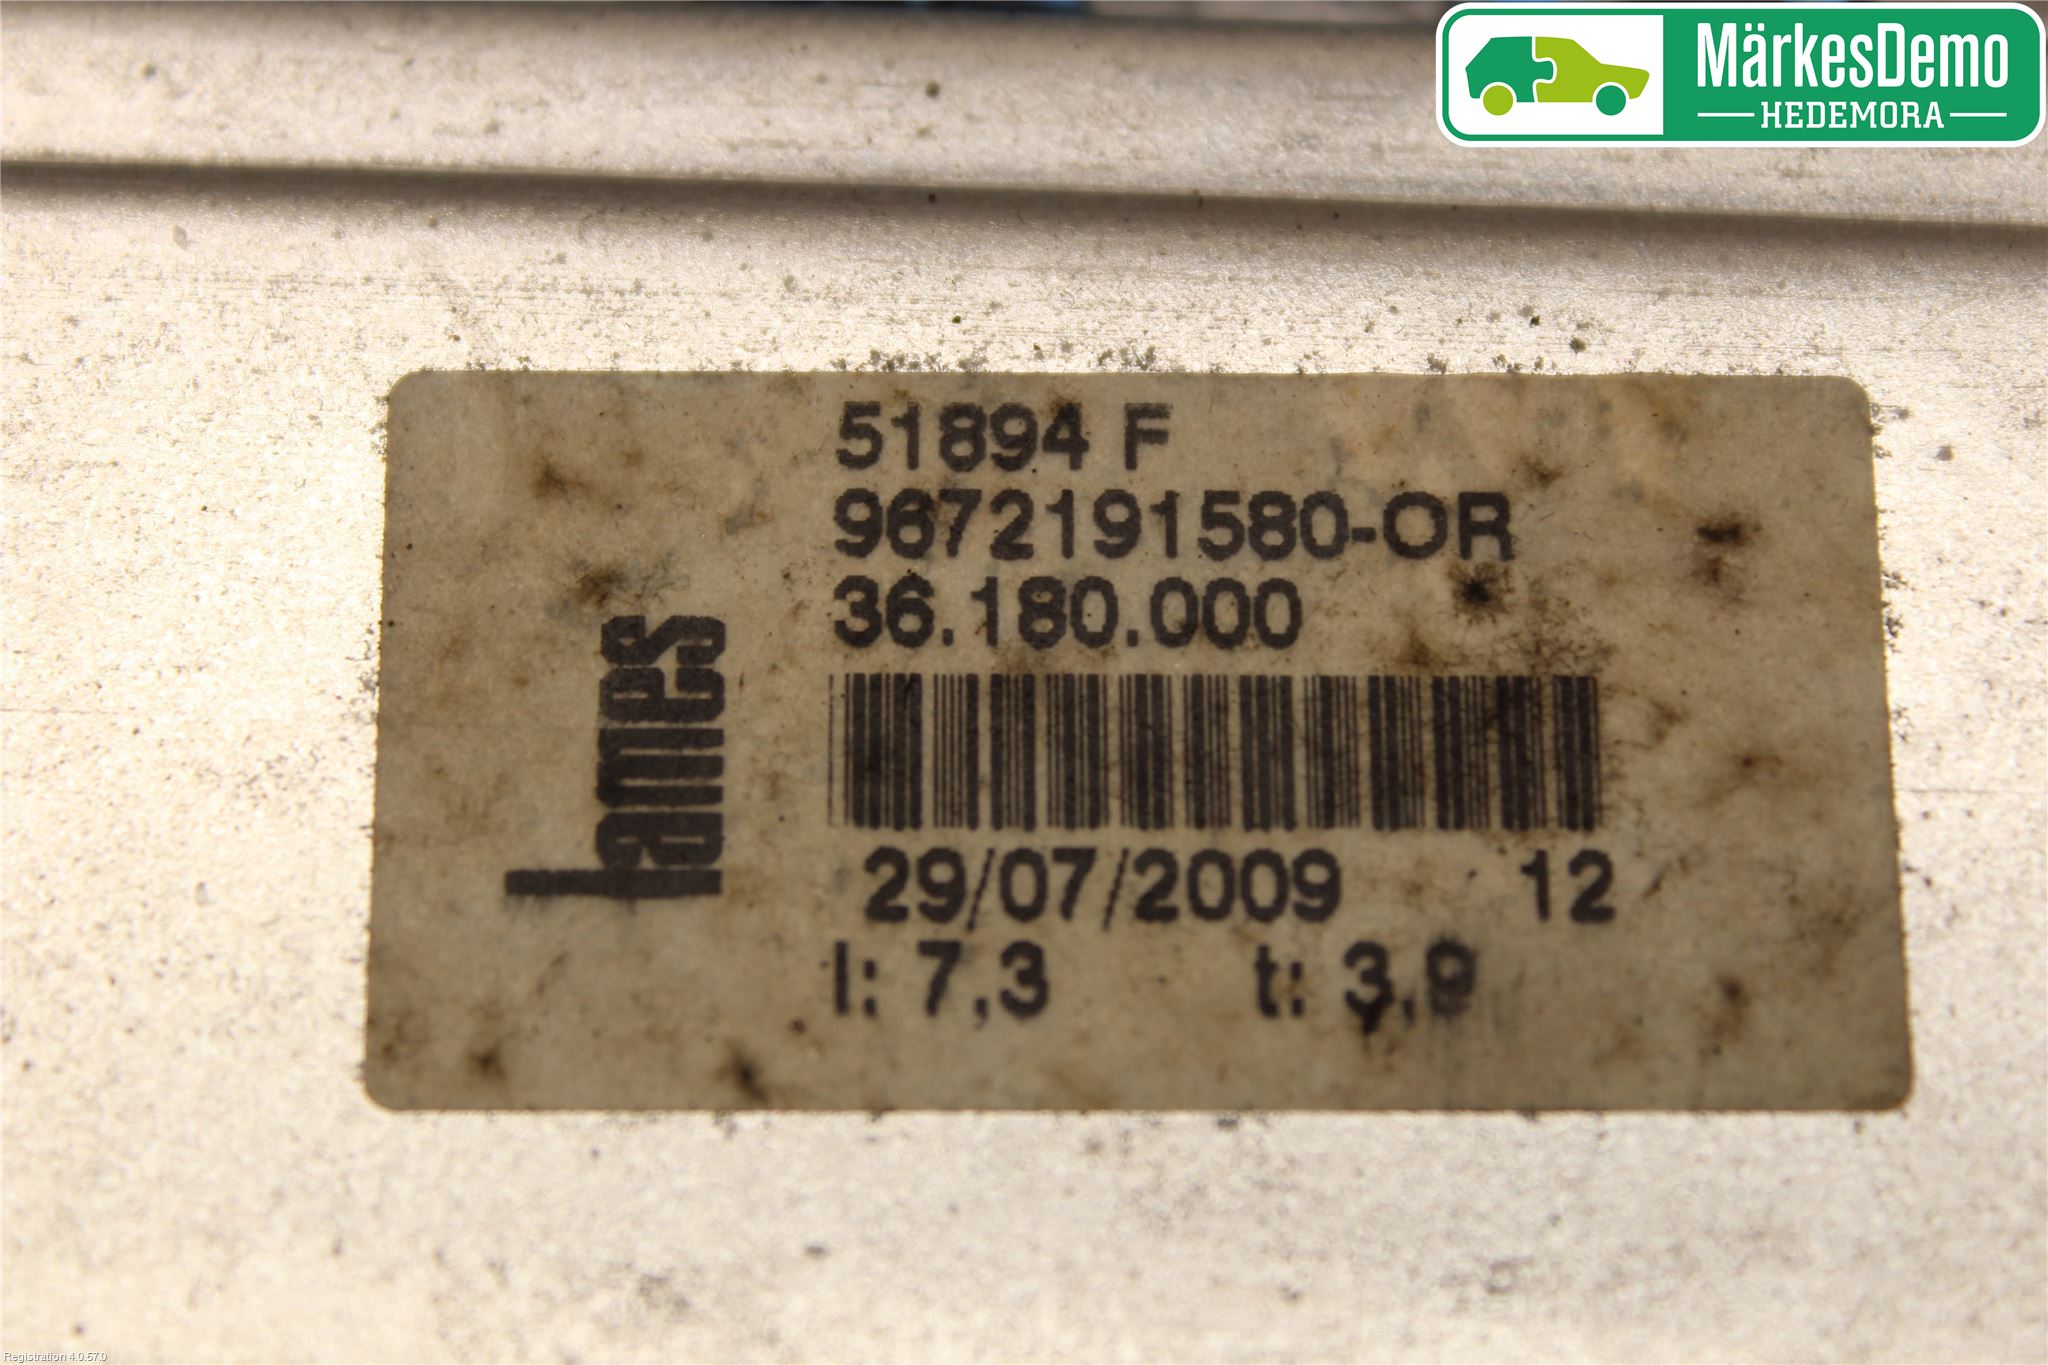 MärkesDemo
HEDEMORA
51894 F
9672191580-OR
36.180.000
lames
29/07/2009 12
l: 7,3 t: 3,9
Registration 4.0.57.0